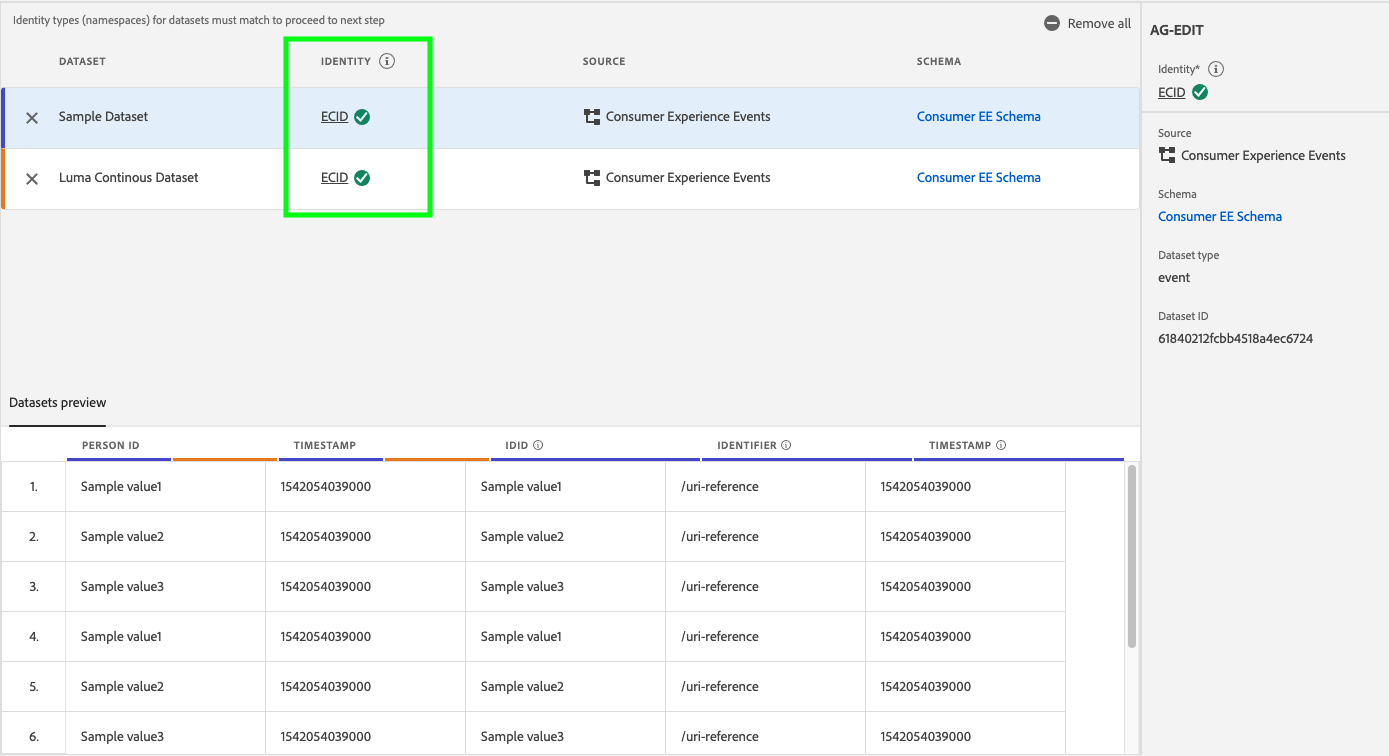 Identity types (namespaces) for datasets must match to proceed to next step
Remove all
DATASET IDENTITY SOURCE SCHEMA
Sample Dataset ECID Consumer Experience Events Consumer EE Schema
Luma Continous Dataset ECID Consumer Experience Events Consumer EE Schema
AG-EDIT
Identity*
ECID
Source
Consumer Experience Events
Schema
Consumer EE Schema
Dataset type
event
Dataset ID
61840212fcbb4518a4ec6724
Datasets preview
PERSON ID TIMESTAMP IDID IDENTIFIER TIMESTAMP
1. Sample value1 1542054039000 Sample value1 /uri-reference 1542054039000
2. Sample value2 1542054039000 Sample value2 /uri-reference 1542054039000
3. Sample value3 1542054039000 Sample value3 /uri-reference 1542054039000
4. Sample value1 1542054039000 Sample value1 /uri-reference 1542054039000
5. Sample value2 1542054039000 Sample value2 /uri-reference 1542054039000
6. Sample value3 1542054039000 Sample value3 /uri-reference 1542054039000